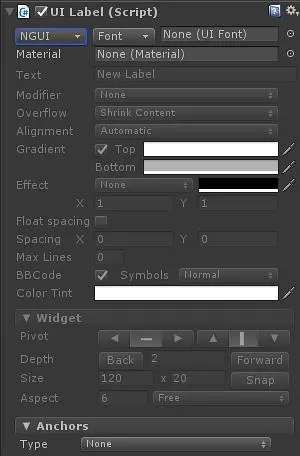 UI Label (Script)
NGUI Font None (UI Font)
Material None (Material)
Text New Label
Modifier None
Overflow Shrink Content
Alignment Automatic
Gradient Top
Bottom
Effect None
X 1 Y 1
Float spacing
Spacing X 0 Y 0
Max Lines 0
BBCode Symbols Normal
Color Tint
Widget
Pivot
Depth Back 2 Forward
Size 120 x 20 Snap
Aspect 6 Free
Anchors
Type None